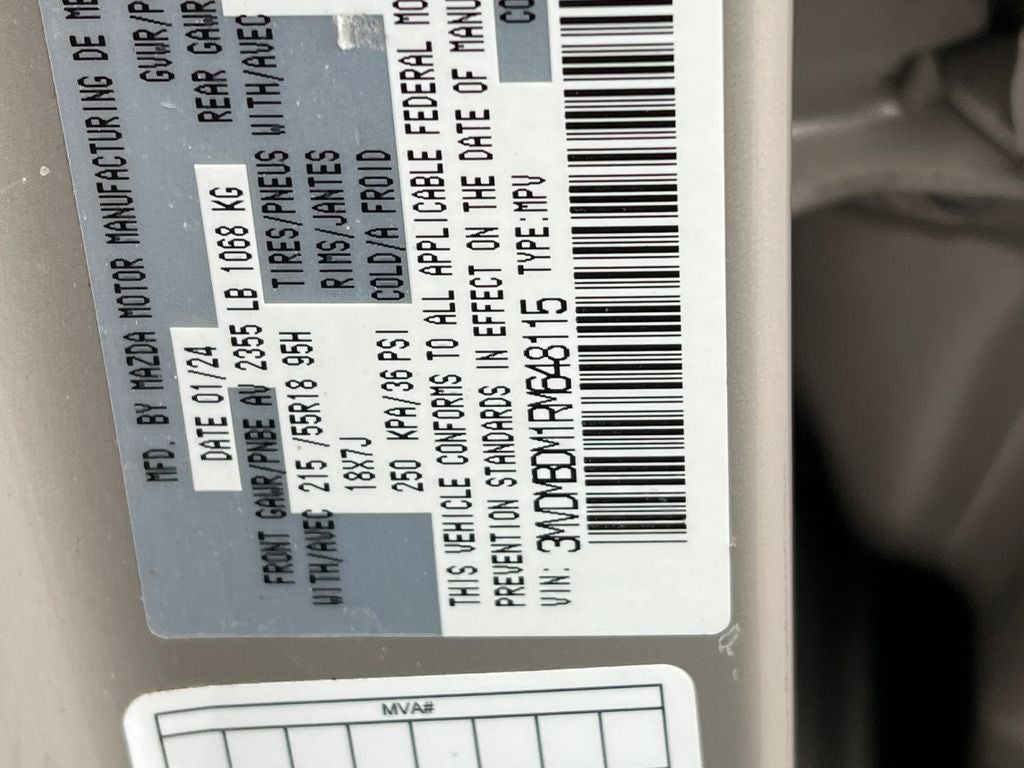 MFD. BY MAZDA MOTOR MANUFACTURING DE ME
DATE 01/24 GVWR/P
FRONT GAWR/PNBE AV 2355 LB 1068 KG REAR GAWR
WITH/AVEC 215 /55R18 95H TIRES/PNEUS WITH/AVEC
18X7J RIMS/JANTES
250 KPA/36 PSI COLD/A FROID
THIS VEHICLE CONFORMS TO ALL APPLICABLE FEDERAL MO
PREVENTION STANDARDS IN EFFECT ON THE DATE OF MANU
VIN: 3MVDMBDM1RM648115 TYPE:MPV CO
MVA#